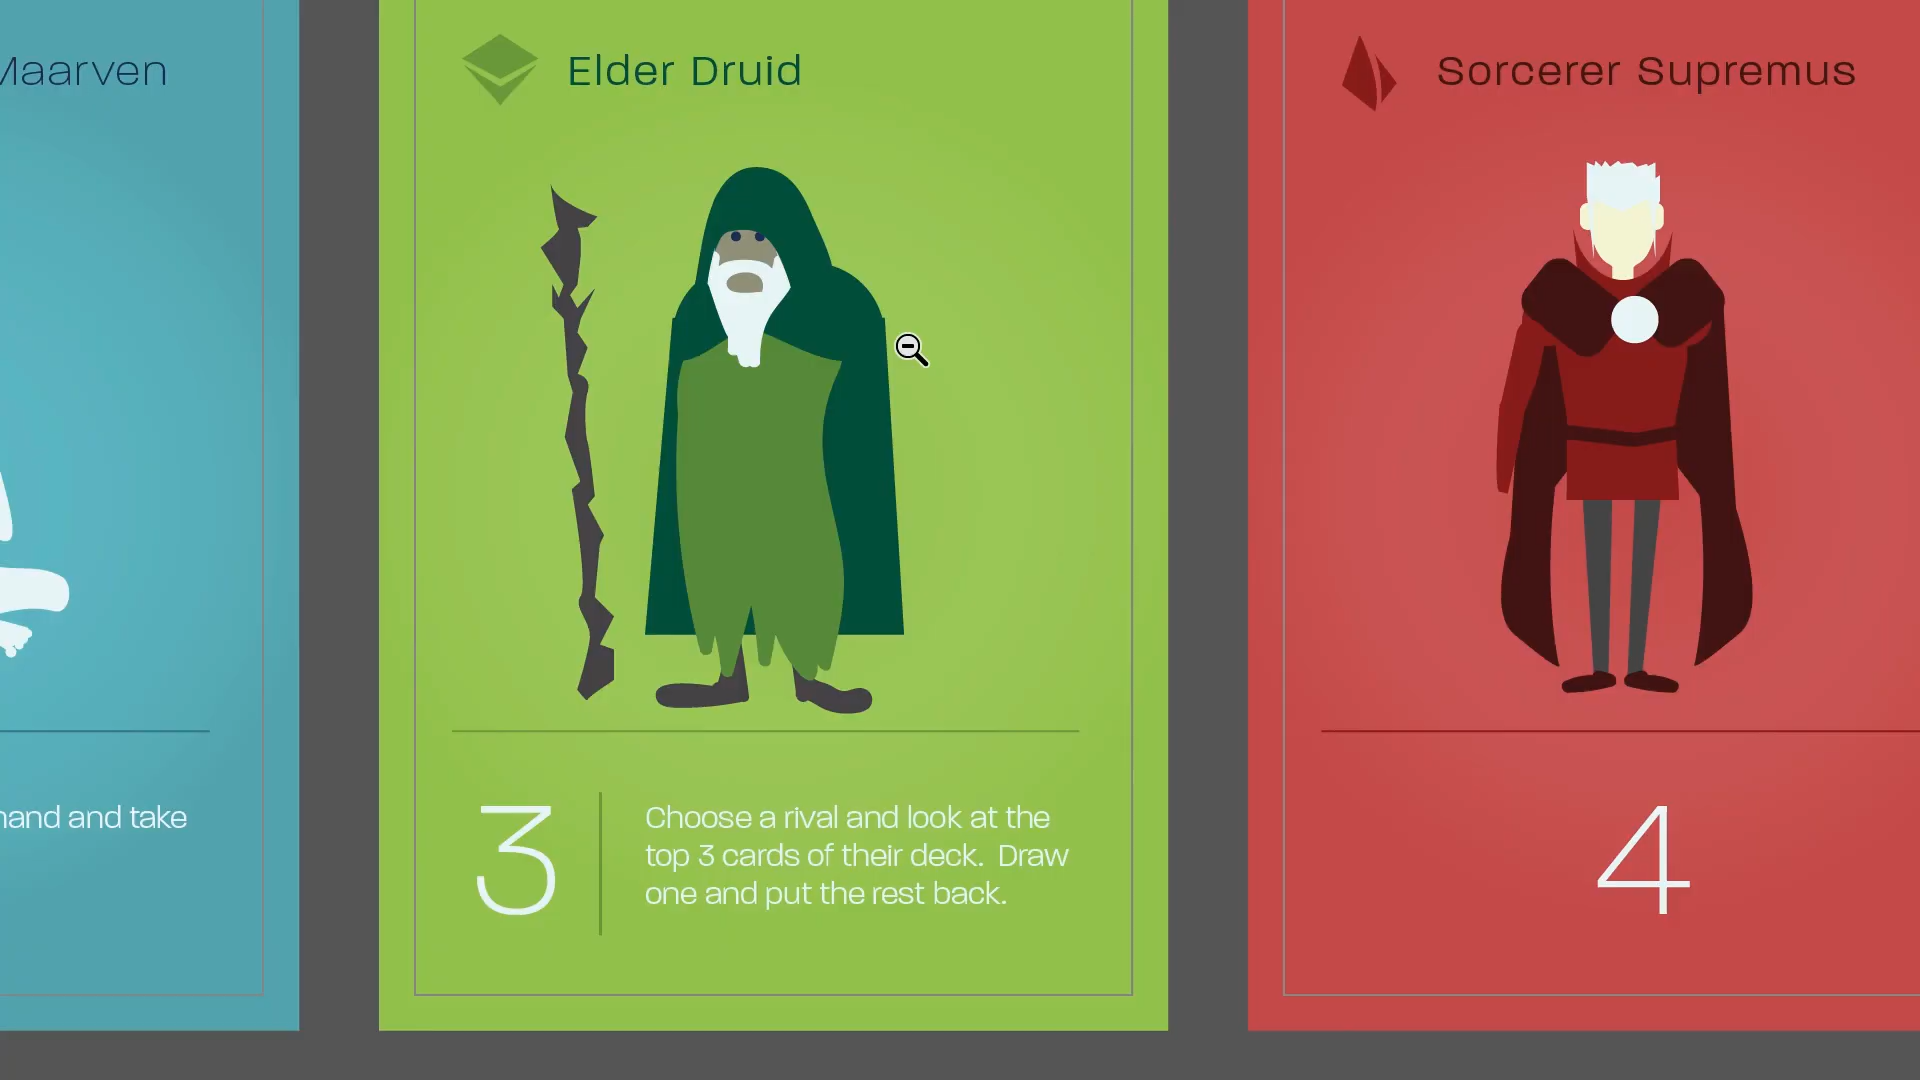 Maarven
Elder Druid
Sorcerer Supremus
hand and take
3
Choose a rival and look at the
top 3 cards of their deck.  Draw
one and put the rest back.
4